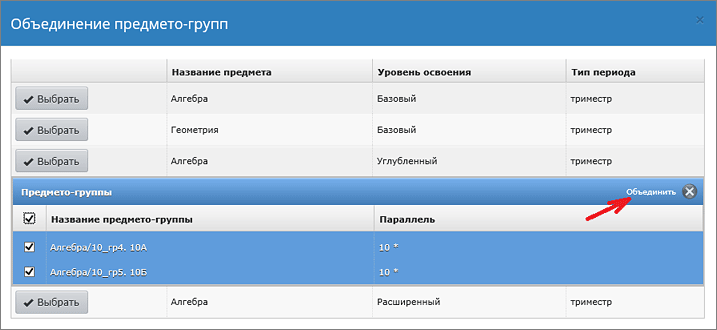 Объединение предмето-групп
Название предмета Уровень освоения Тип периода
Выбрать Алгебра Базовый триместр
Выбрать Геометрия Базовый триместр
Выбрать Алгебра Углубленный триместр
Предмето-группы Объединить
Название предмето-группы Параллель
Алгебра/10_гр4. 10А 10 *
Алгебра/10_гр5. 10Б 10 *
Выбрать Алгебра Расширенный триместр